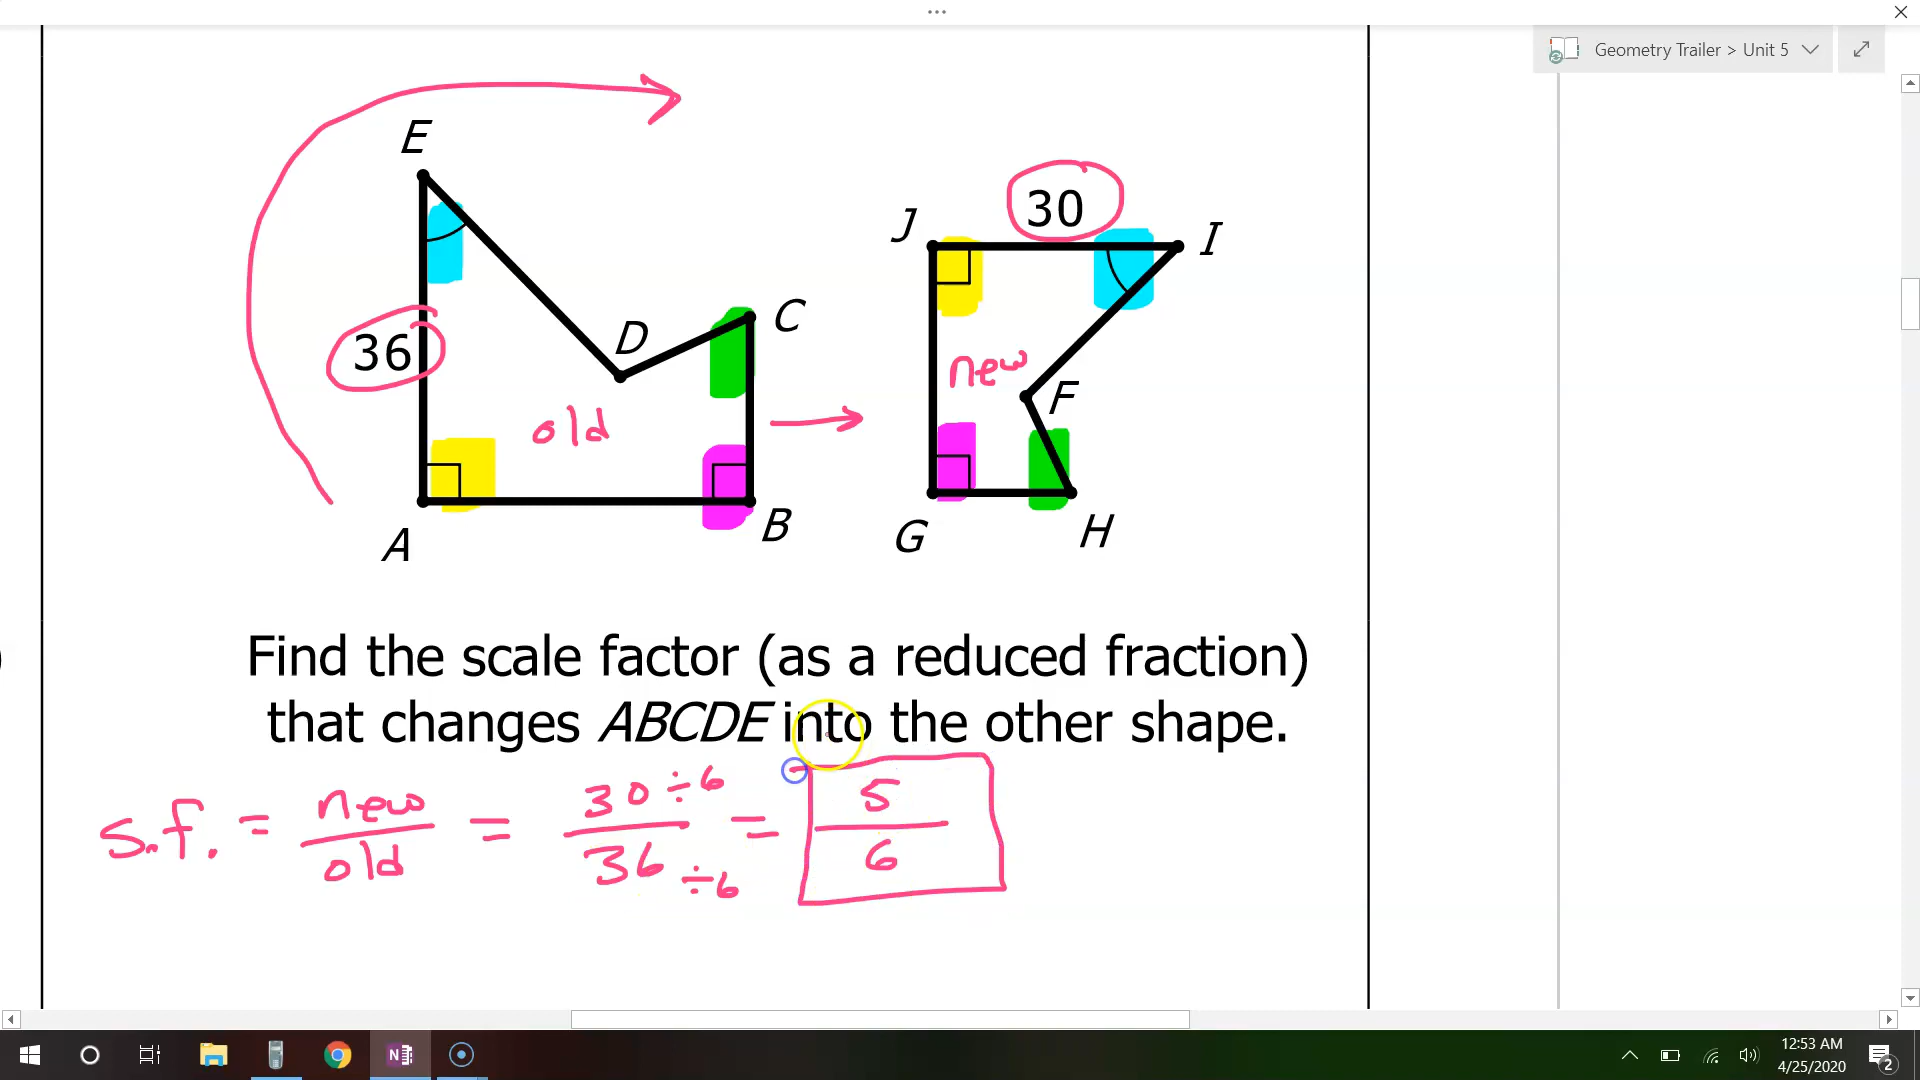 Geometry Trailer > Unit 5
E
30
J
I
C
D
36
new
F
old
A
B
G
H
Find the scale factor (as a reduced fraction)
that changes ABCDE into the other shape.
s.f. = new/old = 30÷6/36÷6 = 5/6
N
12:53 AM
4/25/2020
2